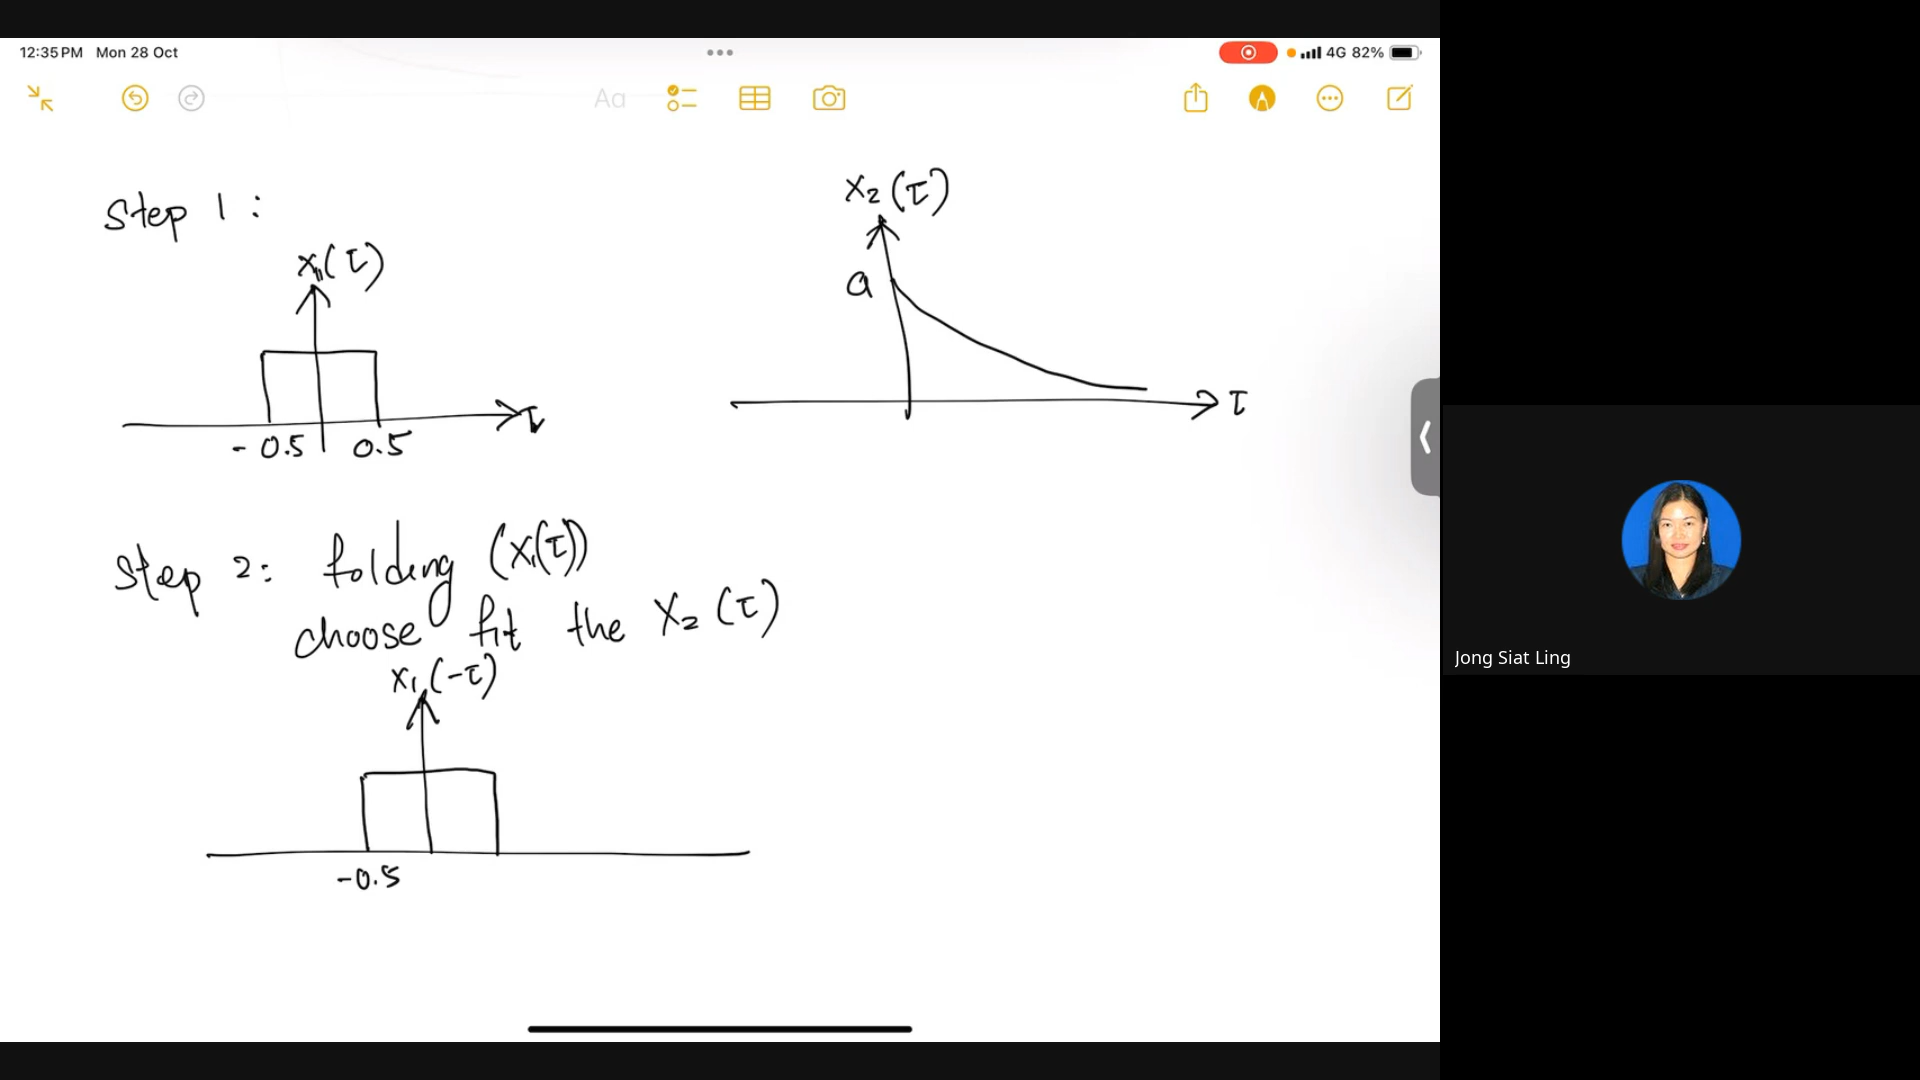 12:35 PM Mon 28 Oct
4G 82%
Aa
Step 1 :
x₁(τ)
-0.5 0.5
τ
x₂(τ)
a
τ
Step 2: folding (x₁(τ))
choose fit the x₂(τ)
x₁(-τ)
-0.5
Jong Siat Ling